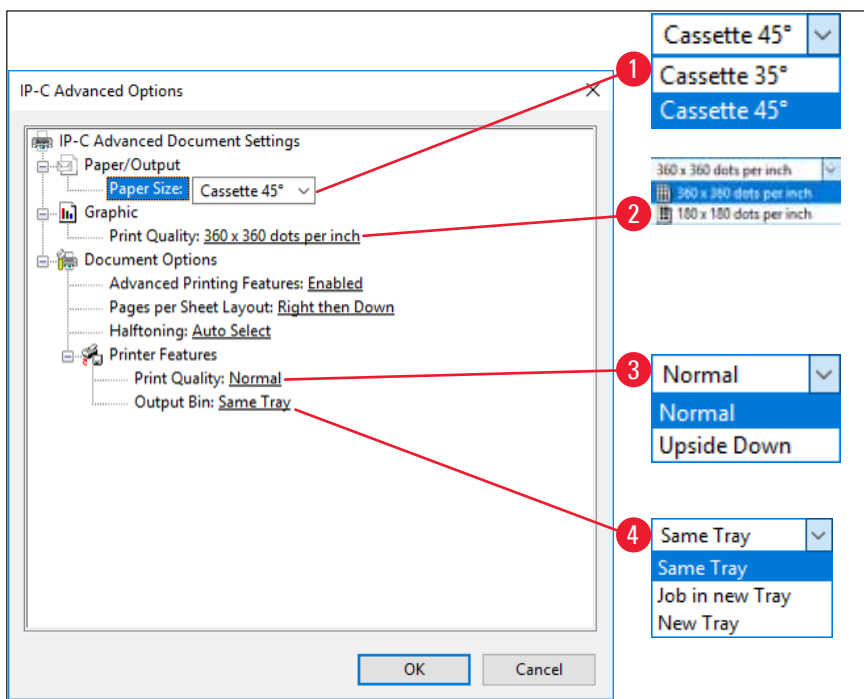 IP-C Advanced Options
IP-C Advanced Document Settings
Paper/Output
Paper Size: Cassette 45°
Graphic
Print Quality: 360 x 360 dots per inch
Document Options
Advanced Printing Features: Enabled
Pages per Sheet Layout: Right then Down
Halftoning: Auto Select
Printer Features
Print Quality: Normal
Output Bin: Same Tray
OK Cancel
1
Cassette 45°
Cassette 35°
Cassette 45°
2
360 x 360 dots per inch
360 x 360 dots per inch
180 x 180 dots per inch
3
Normal
Normal
Upside Down
4
Same Tray
Same Tray
Job in new Tray
New Tray